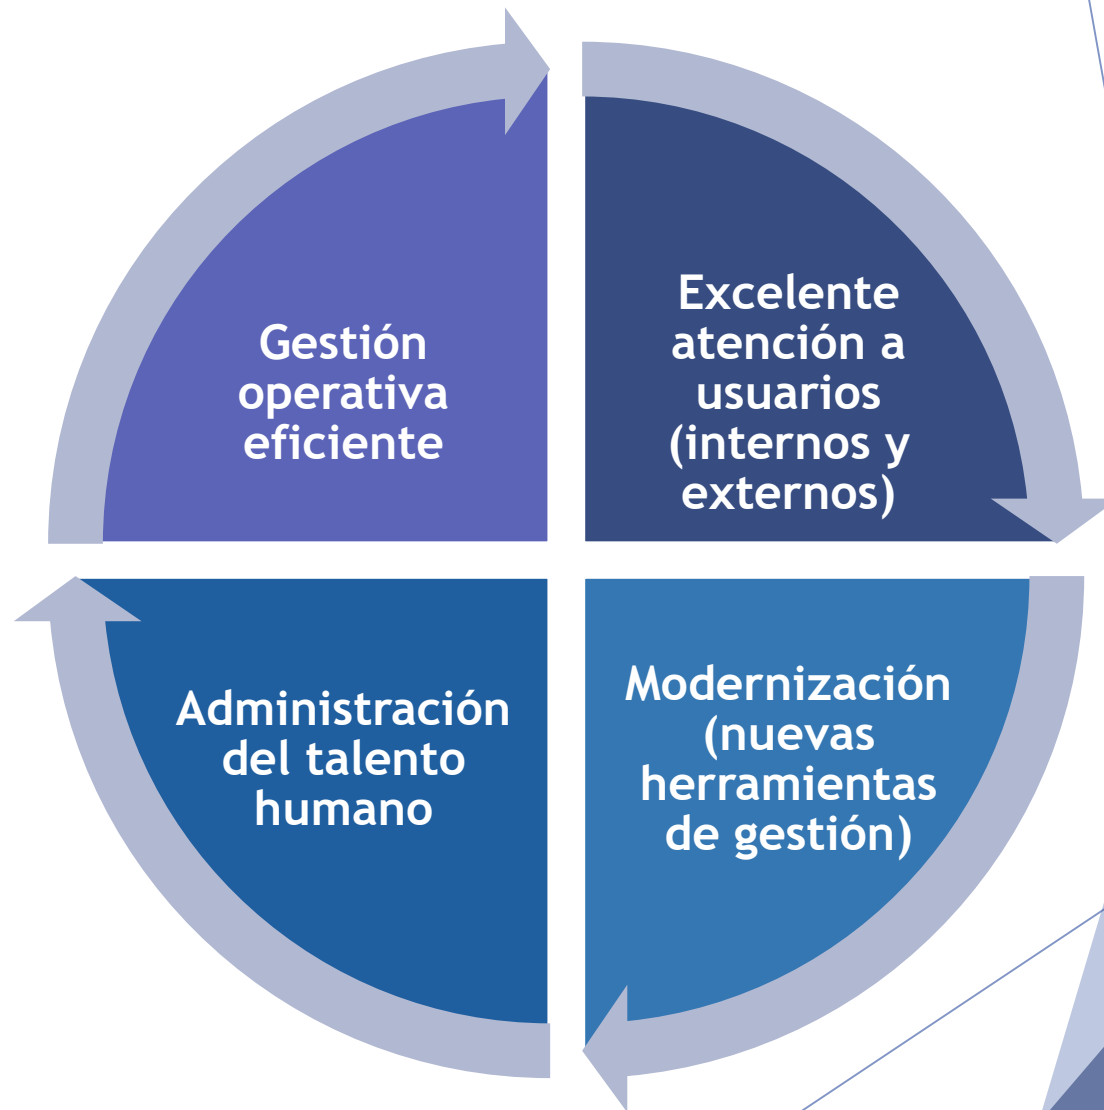 Gestión
operativa
eficiente
Excelente
atención a
usuarios
(internos y
externos)
Administración
del talento
humano
Modernización
(nuevas
herramientas
de gestión)